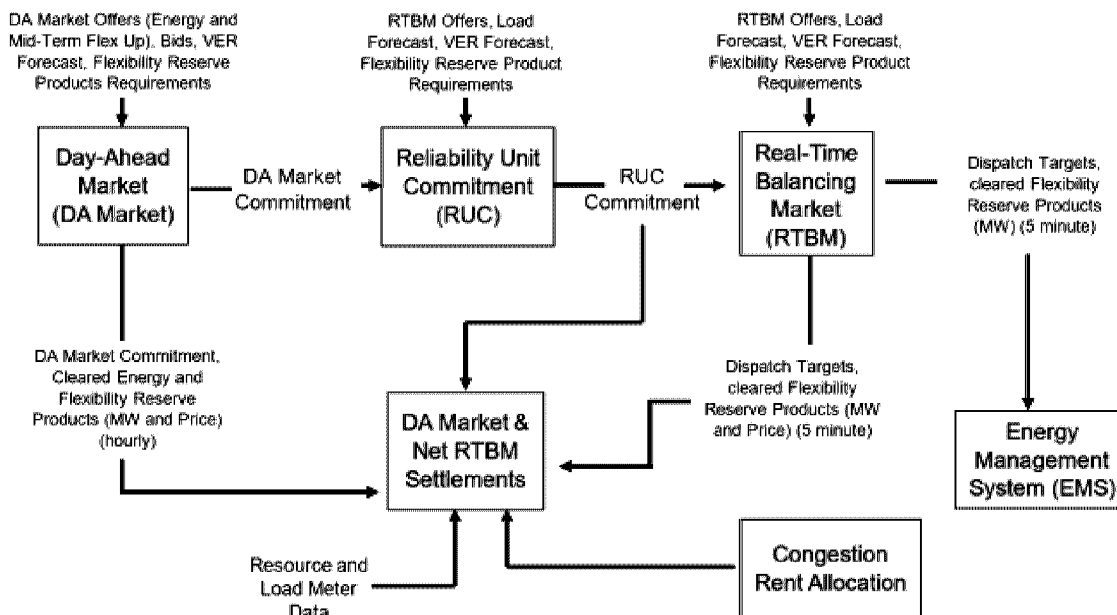 DA Market Offers (Energy and
Mid-Term Flex Up), Bids, VER
Forecast, Flexibility Reserve
Products Requirements
RTBM Offers, Load
Forecast, VER Forecast,
Flexibility Reserve Product
Requirements
RTBM Offers, Load
Forecast, VER Forecast,
Flexibility Reserve Product
Requirements
Day-Ahead
Market
(DA Market)
DA Market
Commitment
Reliability Unit
Commitment
(RUC)
RUC
Commitment
Real-Time
Balancing
Market
(RTBM)
Dispatch Targets,
cleared Flexibility
Reserve Products
(MW) (5 minute)
DA Market Commitment,
Cleared Energy and
Flexibility Reserve
Products (MW and Price)
(hourly)
DA Market &
Net RTBM
Settlements
Dispatch Targets,
cleared Flexibility
Reserve Products (MW
and Price) (5 minute)
Energy
Management
System (EMS)
Resource and
Load Meter
Data
Congestion
Rent Allocation